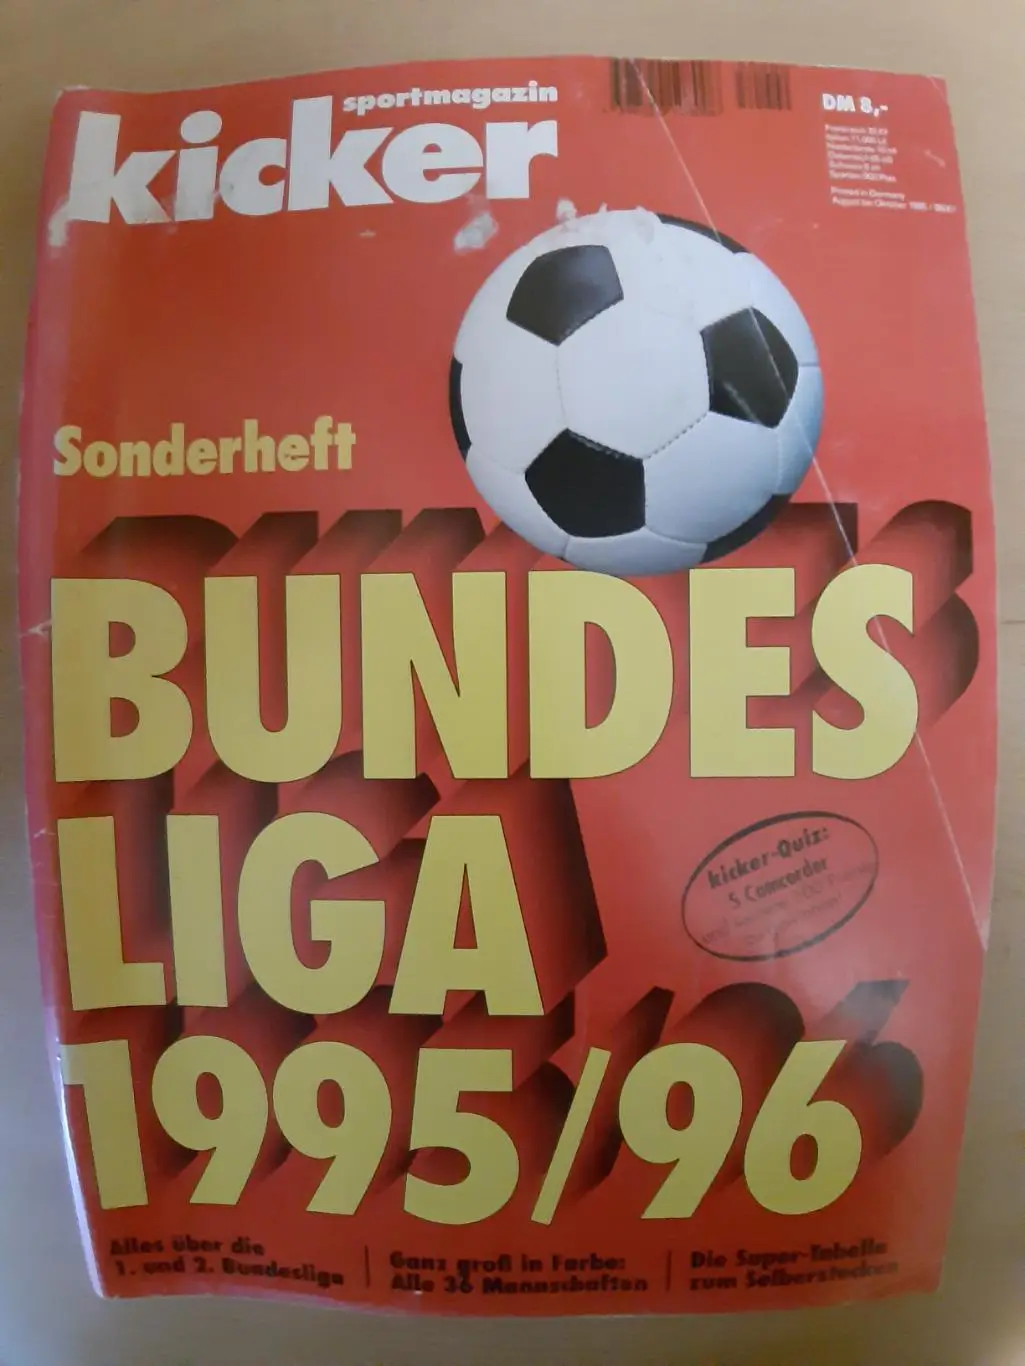 sportmagazin
kicker
DM 8,-
Printed in Germany
Sonderheft
BUNDES
LIGA
1995/96
kicker-Quiz:
5 Camcorder
Alles über die
1. und 2. Bundesliga
Ganz groß in Farbe:
Alle 36 Mannschaften
Die Super-Tabelle
zum Selberstecken